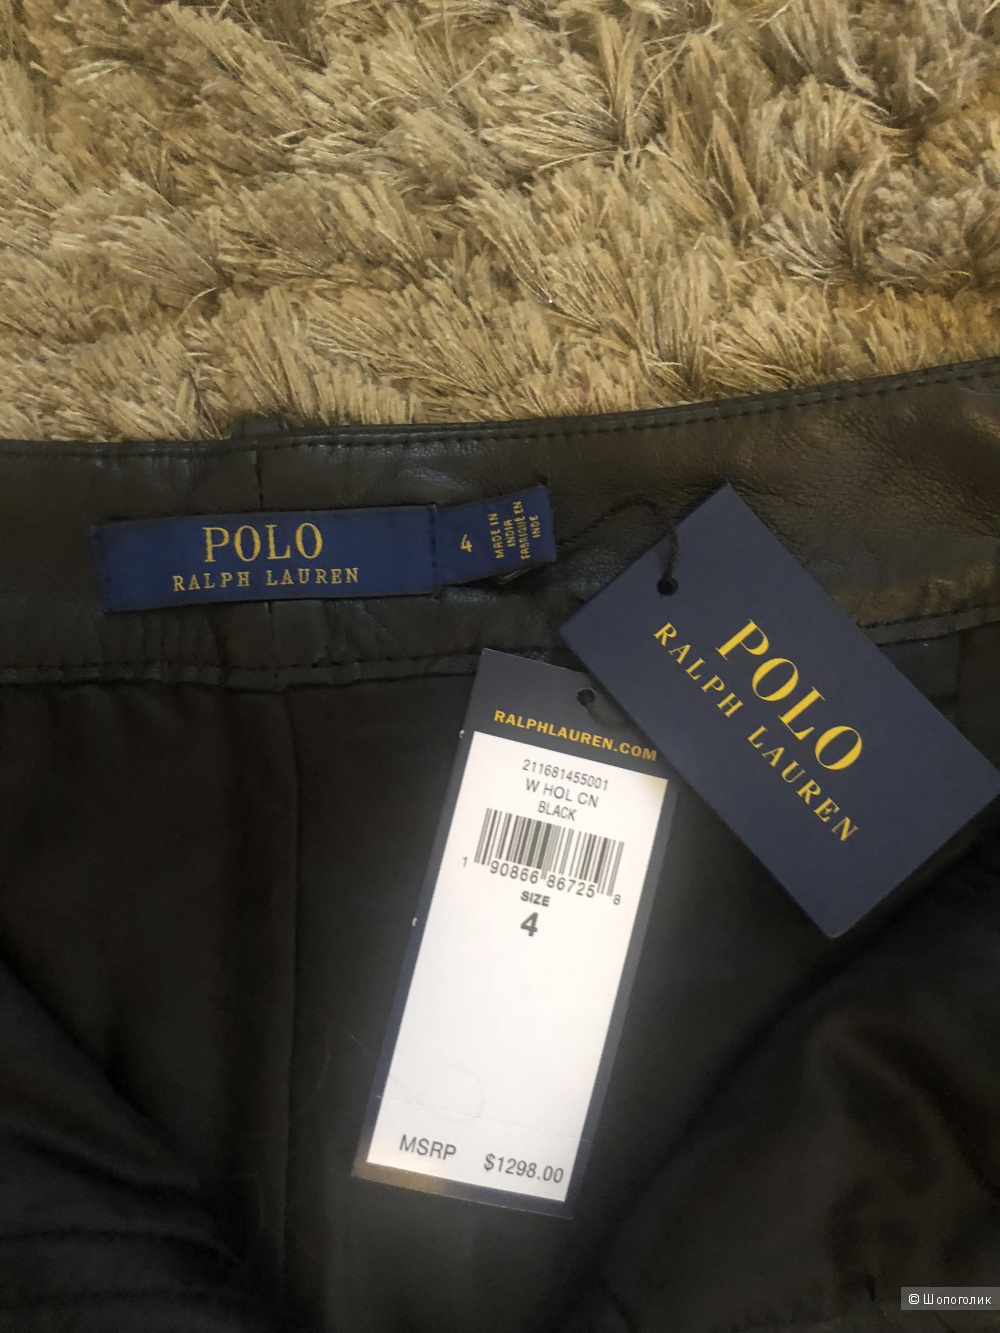 POLO
RALPH LAUREN
4
MADE IN
INDIA
FABRIQUÉ EN
INDE
POLO
RALPH LAUREN
RALPHLAUREN.COM
211681455001
W HOL CN
BLACK
1 90866 86725 8
SIZE
4
MSRP $1298.00
© Шопоголик